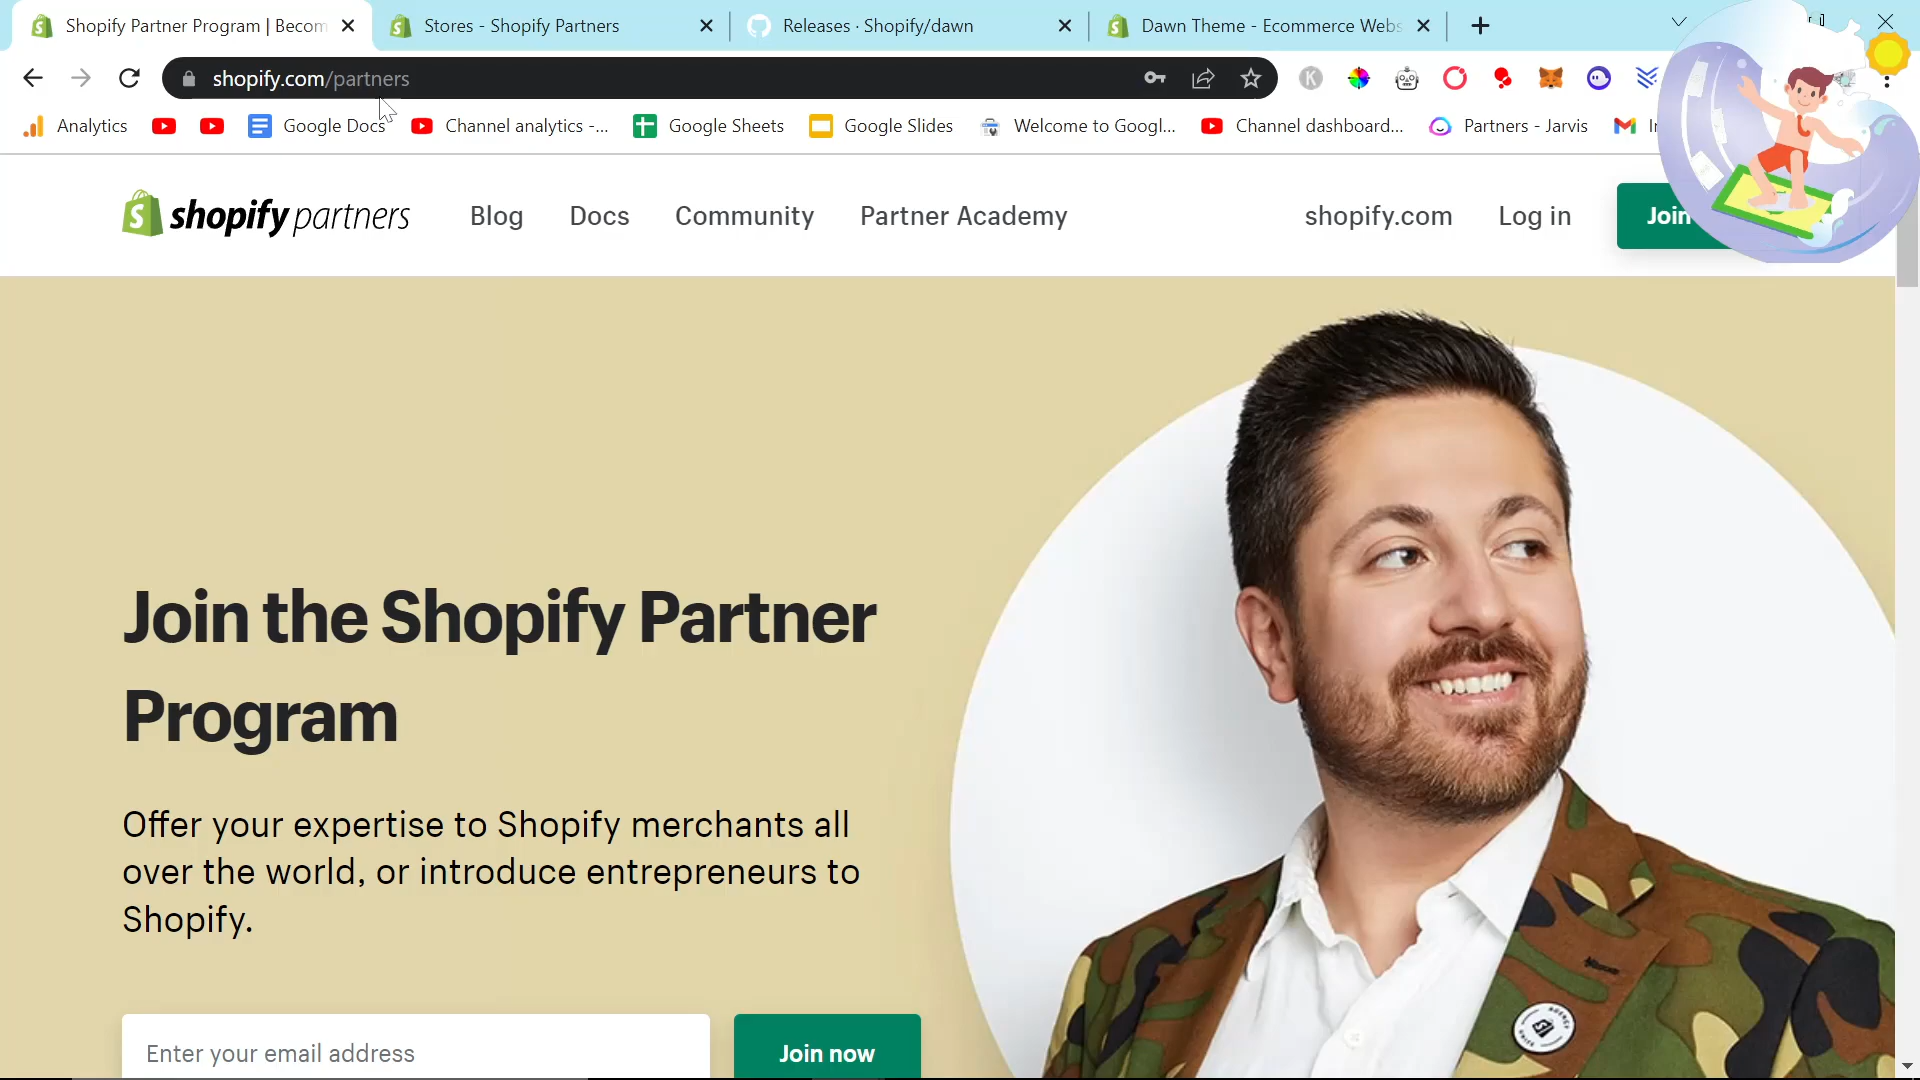 Shopify Partner Program | Becom
Stores - Shopify Partners
Releases · Shopify/dawn
Dawn Theme - Ecommerce Webs
shopify.com/partners
Analytics
Google Docs
Channel analytics -...
Google Sheets
Google Slides
Welcome to Googl...
Channel dashboard...
Partners - Jarvis
shopify partners
Blog
Docs
Community
Partner Academy
shopify.com
Log in
Join
Join the Shopify Partner
Program
Offer your expertise to Shopify merchants all
over the world, or introduce entrepreneurs to
Shopify.
Enter your email address
Join now